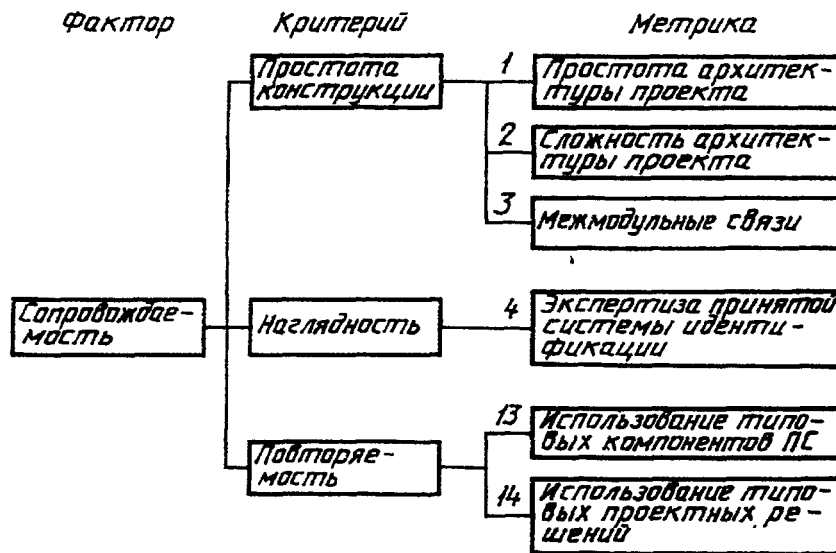 Фактор Критерий Метрика
Простота
конструкции
1
Простота архитек-
туры проекта
2
Сложность архитек-
туры проекта
3
Межмодульные связи
Сопровождае-
мость
Наглядность
4
Экспертиза принятой
системы иденти-
фикации
Повторяе-
мость
13
Использование типо-
вых компонентов ПС
14
Использование типо-
вых проектных ре-
шений